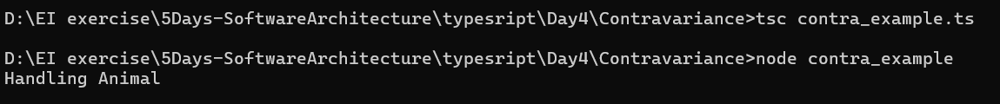 D:\EI exercise\5Days-SoftwareArchitecture\typesript\Day4\Contravariance>tsc contra_example.ts
D:\EI exercise\5Days-SoftwareArchitecture\typesript\Day4\Contravariance>node contra_example
Handling Animal